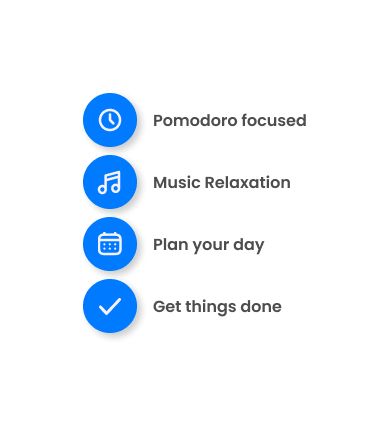 Pomodoro focused
Music Relaxation
Plan your day
Get things done